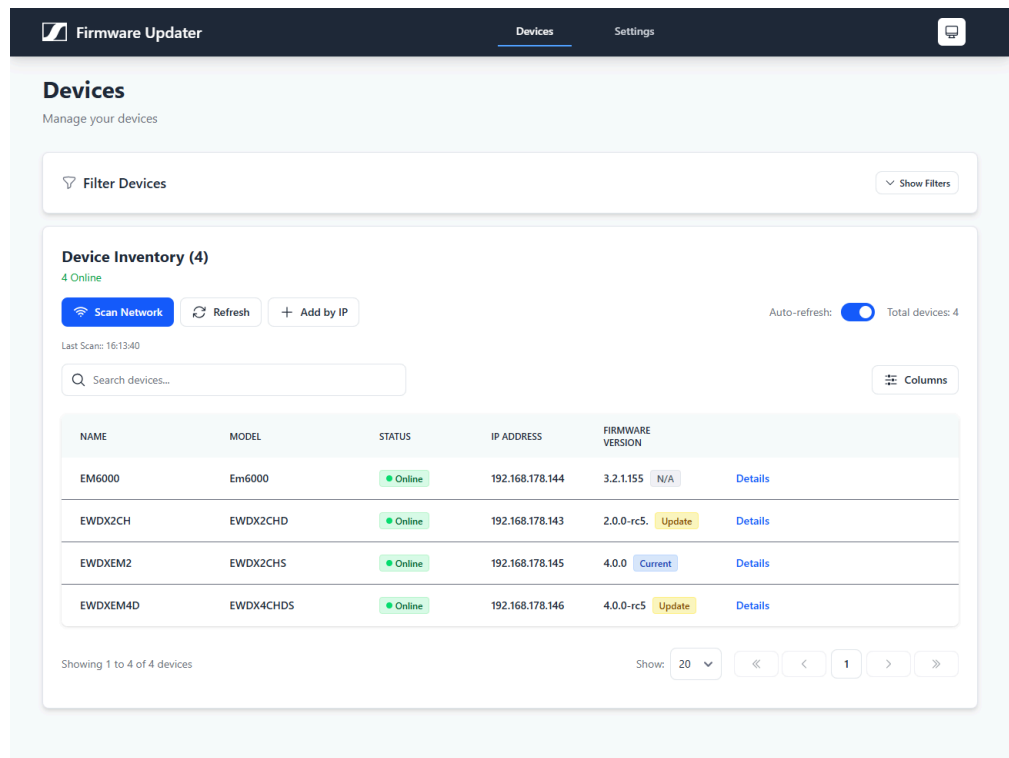 Firmware Updater
Devices
Settings
Devices
Manage your devices
Filter Devices
Show Filters
Device Inventory (4)
4 Online
Scan Network
Refresh
Add by IP
Auto-refresh:
Total devices: 4
Last Scan:: 16:13:40
Search devices...
Columns
NAME MODEL STATUS IP ADDRESS FIRMWARE VERSION
EM6000 Em6000 Online 192.168.178.144 3.2.1.155 N/A Details
EWDX2CH EWDX2CHD Online 192.168.178.143 2.0.0-rc5. Update Details
EWDXEM2 EWDX2CHS Online 192.168.178.145 4.0.0 Current Details
EWDXEM4D EWDX4CHDS Online 192.168.178.146 4.0.0-rc5 Update Details
Showing 1 to 4 of 4 devices
Show: 20
1